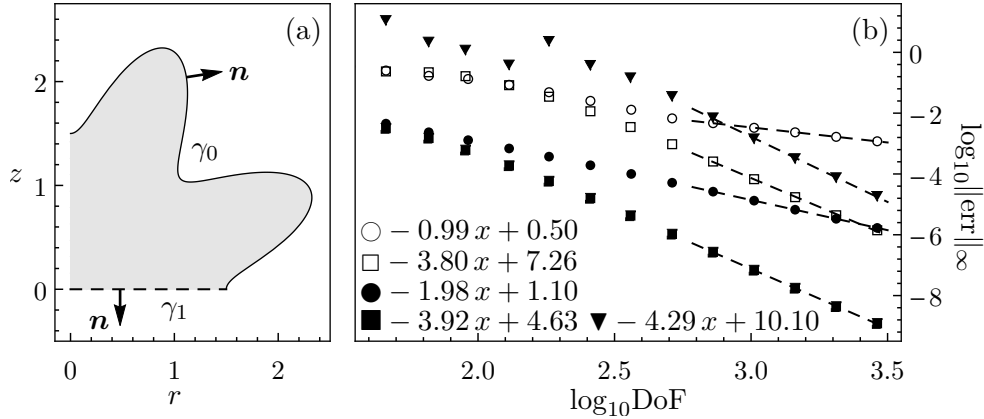 (a)
n
γ0
γ1
n
z
0
1
2
0
1
2
r
(b)
○ − 0.99 x + 0.50
□ − 3.80 x + 7.26
● − 1.98 x + 1.10
■ − 3.92 x + 4.63 ▼ − 4.29 x + 10.10
2.0
2.5
3.0
3.5
log10DoF
0
−2
−4
−6
−8
log10||err||∞